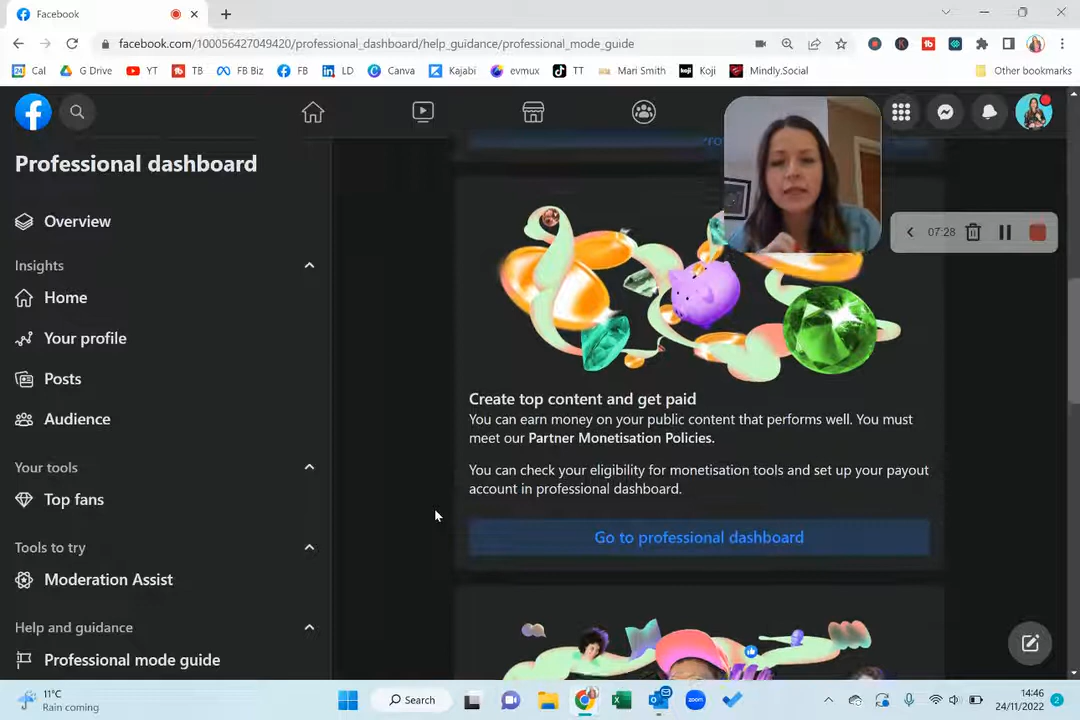 Facebook
facebook.com/100056427049420/professional_dashboard/help_guidance/professional_mode_guide
Cal G Drive YT TB FB Biz FB LD Canva Kajabi evmux TT Mari Smith Koji Mindly.Social Other bookmarks
Professional dashboard
Overview
Insights
Home
Your profile
Posts
Audience
Your tools
Top fans
Tools to try
Moderation Assist
Help and guidance
Professional mode guide
07:28
Create top content and get paid
You can earn money on your public content that performs well. You must
meet our Partner Monetisation Policies.
You can check your eligibility for monetisation tools and set up your payout
account in professional dashboard.
Go to professional dashboard
11°C
Rain coming
Search
14:46
24/11/2022
2